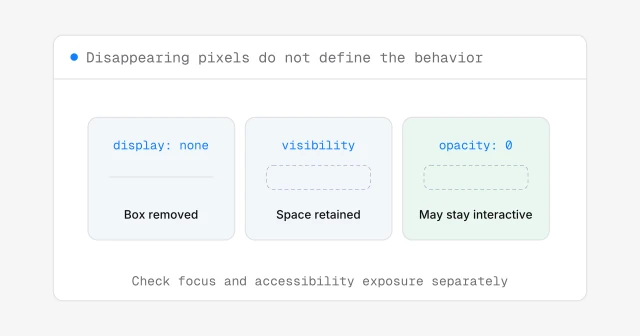 Disappearing pixels do not define the behavior
display: none
visibility
opacity: 0
Box removed
Space retained
May stay interactive
Check focus and accessibility exposure separately